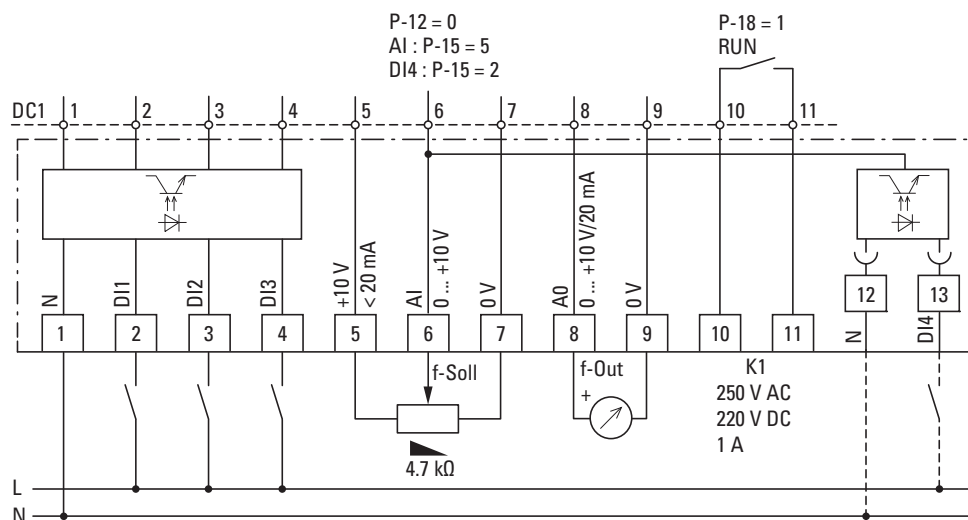 P-12 = 0
AI : P-15 = 5
DI4 : P-15 = 2
P-18 = 1
RUN
DC1 1 2 3 4 5 6 7 8 9 10 11
N
DI1
DI2
DI3
+10 V
< 20 mA
AI
0 ... +10 V
0 V
A0
0 ... +10 V/20 mA
0 V
12 13
N
DI4
1 2 3 4 5 6 7 8 9 10 11
f-Soll
f-Out
+
K1
250 V AC
220 V DC
1 A
4.7 kΩ
L
N